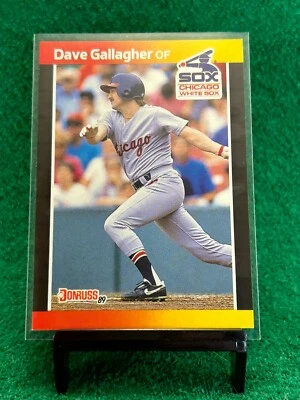 Dave Gallagher OF
SOX
CHICAGO
WHITE SOX
Chicago
DONRUSS 89